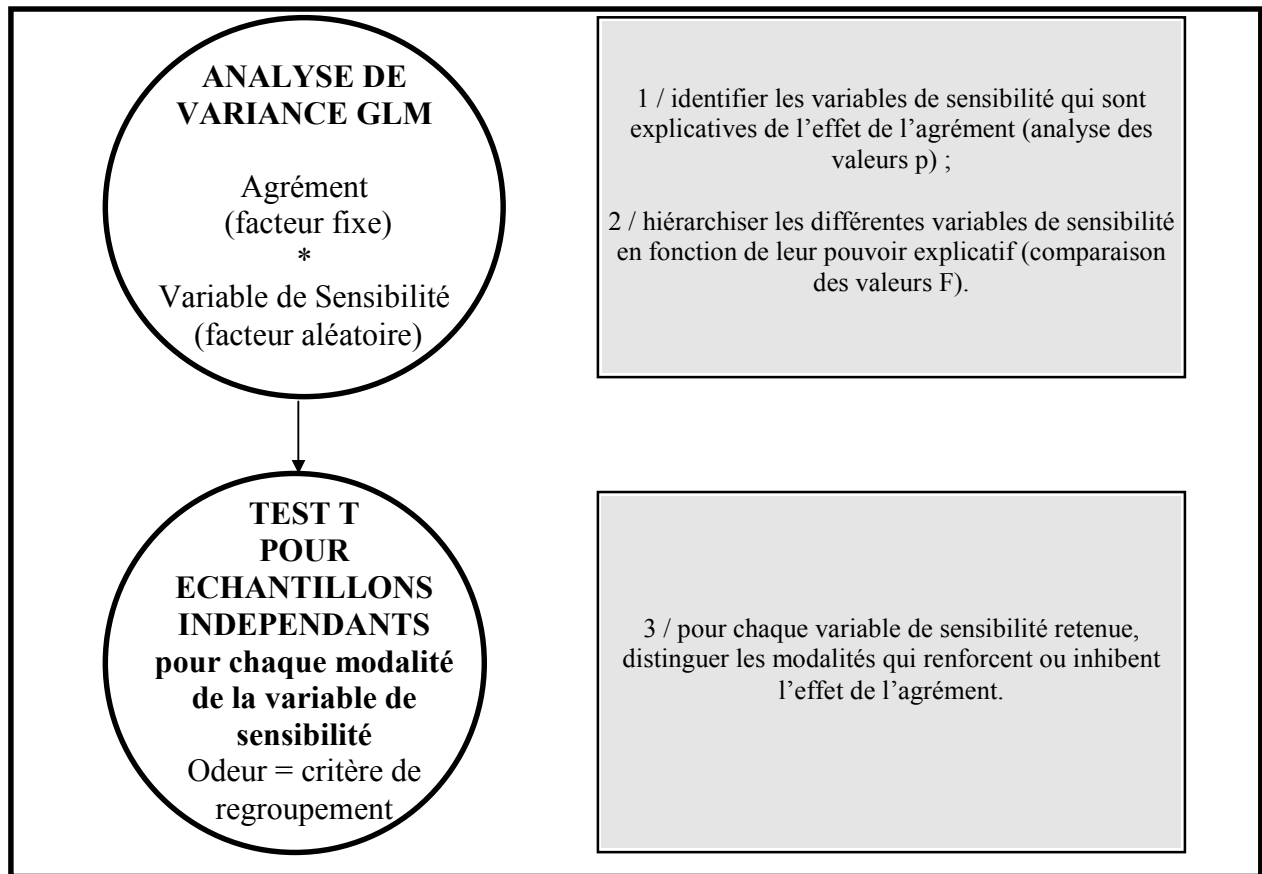 ANALYSE DE
VARIANCE GLM
Agrément
(facteur fixe)
*
Variable de Sensibilité
(facteur aléatoire)
1 / identifier les variables de sensibilité qui sont
explicatives de l’effet de l’agrément (analyse des
valeurs p) ;
2 / hiérarchiser les différentes variables de sensibilité
en fonction de leur pouvoir explicatif (comparaison
des valeurs F).
TEST T
POUR
ECHANTILLONS
INDEPENDANTS
pour chaque modalité
de la variable de
sensibilité
Odeur = critère de
regroupement
3 / pour chaque variable de sensibilité retenue,
distinguer les modalités qui renforcent ou inhibent
l’effet de l’agrément.